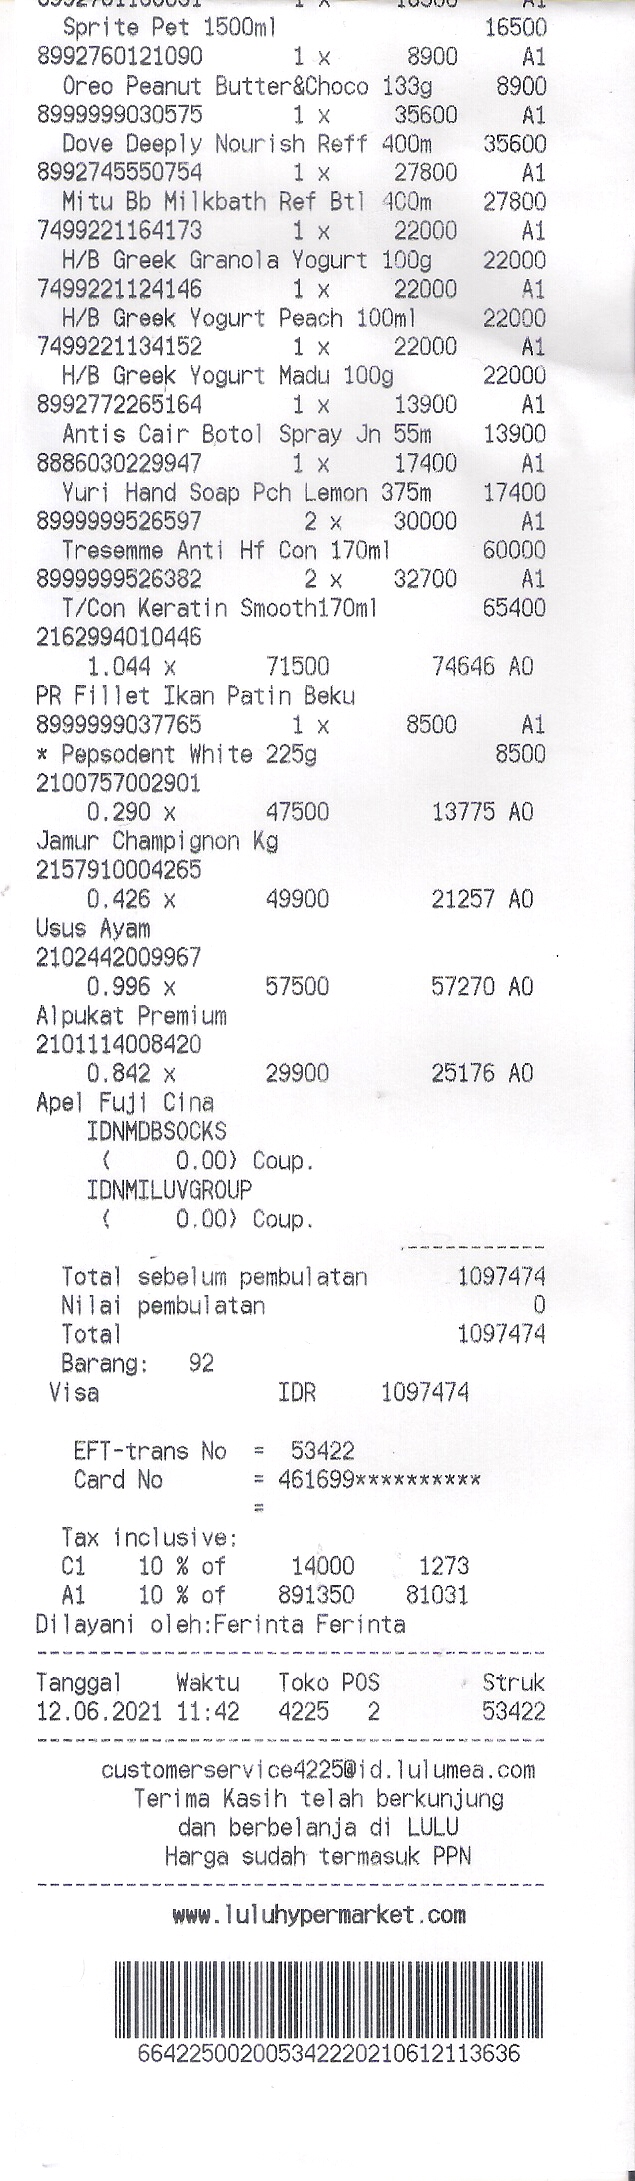 Sprite Pet 1500ml 16500
8992760121090 1 x 8900 A1
Oreo Peanut Butter&Choco 133g 8900
8999999030575 1 x 35600 A1
Dove Deeply Nourish Reff 400m 35600
8992745550754 1 x 27800 A1
Mitu Bb Milkbath Ref Btl 400m 27800
7499221164173 1 x 22000 A1
H/B Greek Granola Yogurt 100g 22000
7499221124146 1 x 22000 A1
H/B Greek Yogurt Peach 100ml 22000
7499221134152 1 x 22000 A1
H/B Greek Yogurt Madu 100g 22000
8992772265164 1 x 13900 A1
Antis Cair Botol Spray Jn 55m 13900
8886030229947 1 x 17400 A1
Yuri Hand Soap Pch Lemon 375m 17400
8999999526597 2 x 30000 A1
Tresemme Anti Hf Con 170ml 60000
8999999526382 2 x 32700 A1
T/Con Keratin Smooth170ml 65400
2162994010446
1.044 x 71500 74646 A0
PR Fillet Ikan Patin Beku
8999999037765 1 x 8500 A1
* Pepsodent White 225g 8500
2100757002901
0.290 x 47500 13775 A0
Jamur Champignon Kg
2157910004265
0.426 x 49900 21257 A0
Usus Ayam
2102442009967
0.996 x 57500 57270 A0
Alpukat Premium
2101114008420
0.842 x 29900 25176 A0
Apel Fuji Cina
IDNMDBSOCKS
( 0.00) Coup.
IDNMILUVGROUP
( 0.00) Coup.
------------
Total sebelum pembulatan 1097474
Nilai pembulatan 0
Total 1097474
Barang: 92
Visa IDR 1097474
EFT-trans No = 53422
Card No = 461699**********
=
Tax inclusive:
C1 10 % of 14000 1273
A1 10 % of 891350 81031
Dilayani oleh:Ferinta Ferinta
----------------------------------------
Tanggal Waktu Toko POS Struk
12.06.2021 11:42 4225 2 53422
----------------------------------------
customerservice4225@id.lulumea.com
Terima Kasih telah berkunjung
dan berbelanja di LULU
Harga sudah termasuk PPN
----------------------------------------
www.luluhypermarket.com
664225002005342220210612113636